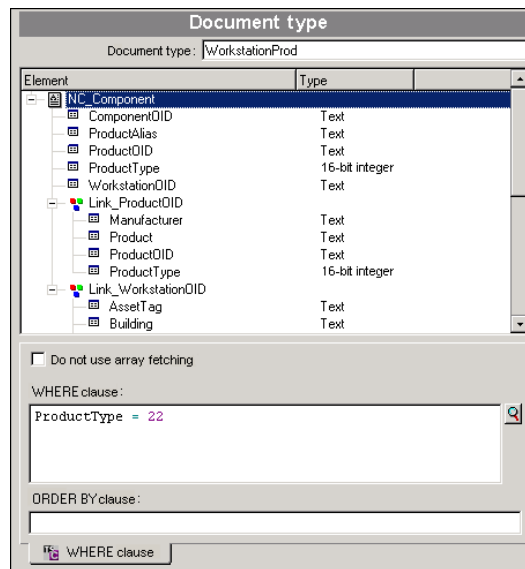 Document type
Document type: WorkstationProd
Element Type
NC_Component
ComponentOID Text
ProductAlias Text
ProductOID Text
ProductType 16-bit integer
WorkstationOID Text
Link_ProductOID
Manufacturer Text
Product Text
ProductOID Text
ProductType 16-bit integer
Link_WorkstationOID
AssetTag Text
Building Text
Do not use array fetching
WHERE clause:
ProductType = 22
ORDER BY clause:
WHERE clause